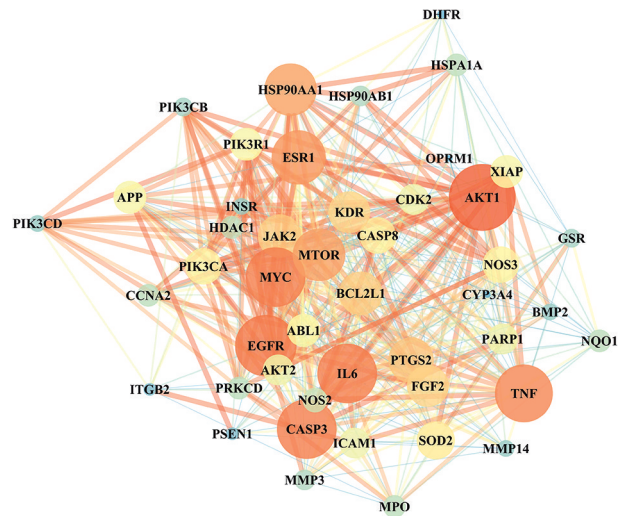 DHFR
HSPA1A
HSP90AA1
HSP90AB1
PIK3CB
PIK3R1
ESR1
OPRM1
XIAP
APP
CDK2
AKT1
INSR
PIK3CD
HDAC1
KDR
JAK2
CASP8
GSR
MTOR
PIK3CA
NOS3
MYC
CCNA2
BCL2L1
CYP3A4
BMP2
ABL1
EGFR
PARP1
NQO1
PTGS2
AKT2
IL6
ITGB2
PRKCD
FGF2
TNF
NOS2
PSEN1
CASP3
ICAM1
SOD2
MMP14
MMP3
MPO